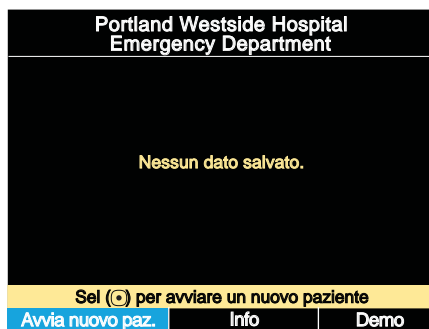 Portland Westside Hospital
Emergency Department
Nessun dato salvato.
Sel (⊙) per avviare un nuovo paziente
Avvia nuovo paz. Info Demo